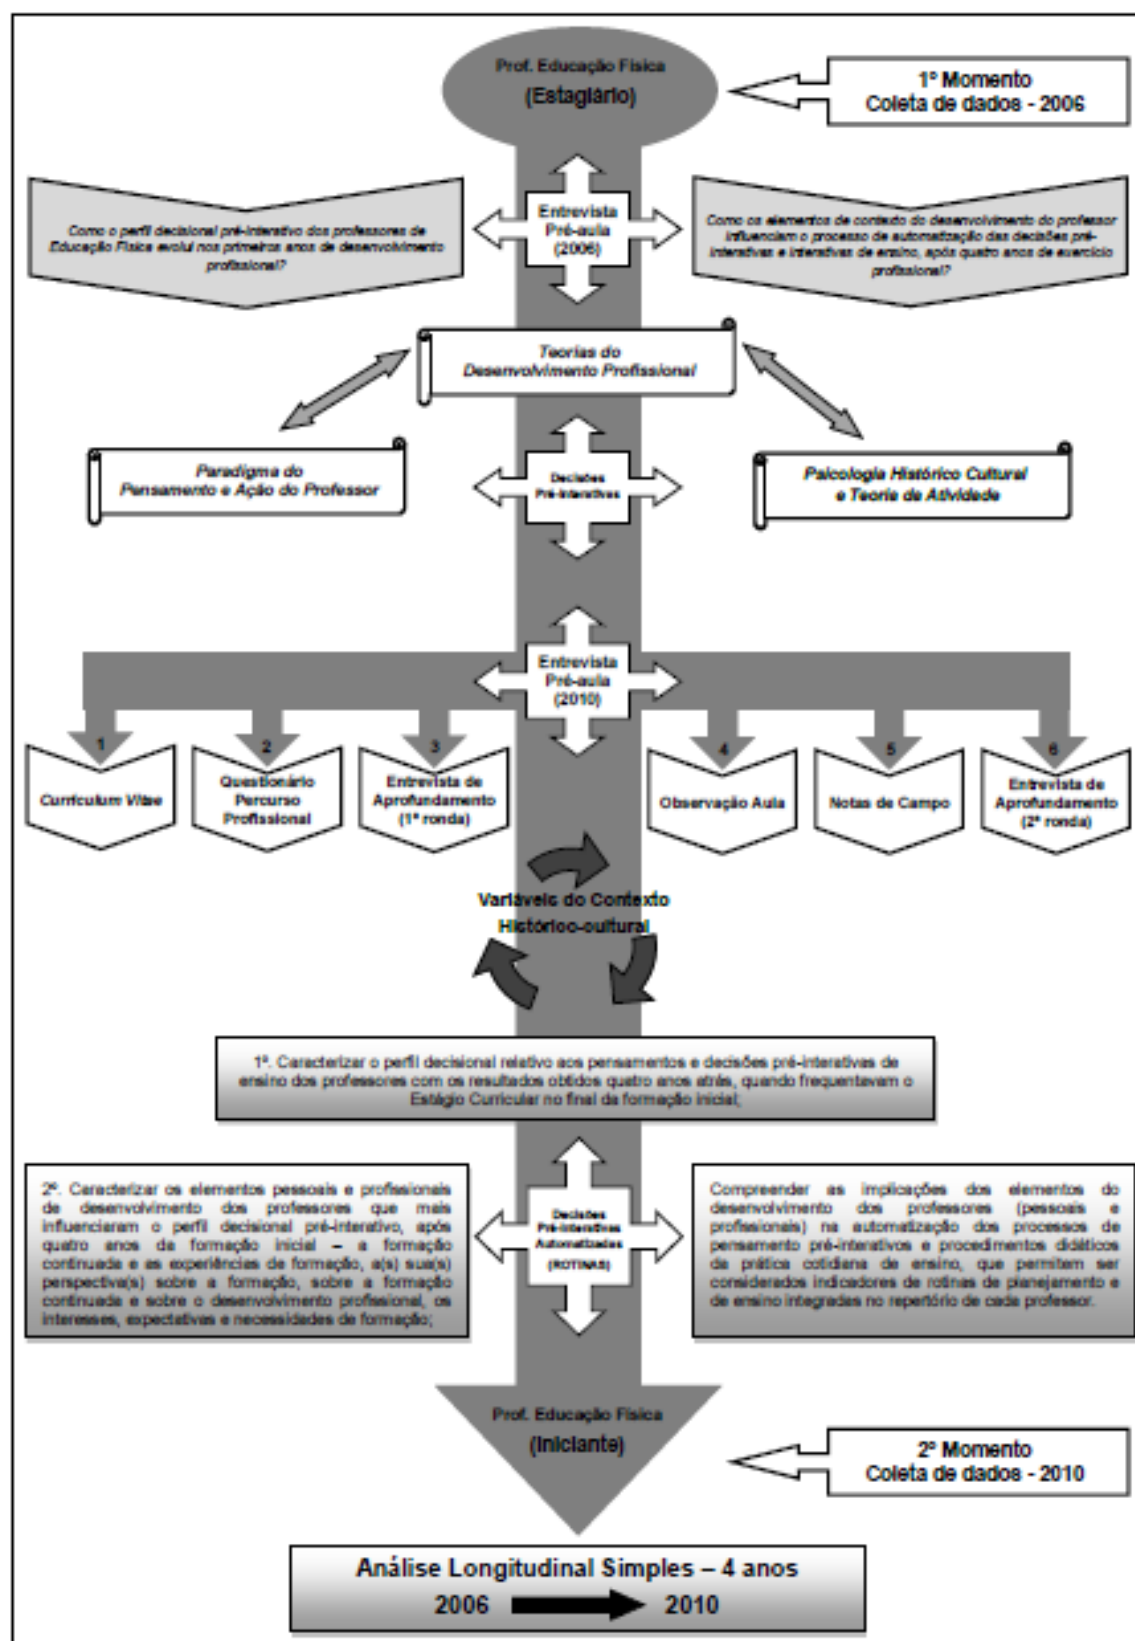 Prof. Educação Física
(Estagiário)
1º Momento
Coleta de dados - 2006
Como o perfil decisional pré-interativo dos professores de
Educação Física evolui nos primeiros anos de desenvolvimento
profissional?
Entrevista
Pré-aula
(2006)
Como os elementos de contexto do desenvolvimento do professor
influenciam o processo de automatização das decisões pré-
interativas e interativas de ensino, após quatro anos de exercício
profissional?
Teorias do
Desenvolvimento Profissional
Paradigma do
Pensamento e Ação do Professor
Decisões
Pré-interativas
Psicologia Histórico Cultural
e Teoria da Atividade
Entrevista
Pré-aula
(2010)
1
Curriculum Vitae
2
Questionário
Percurso
Profissional
3
Entrevista de
Aprofundamento
(1ª ronda)
4
Observação Aula
5
Notas de Campo
6
Entrevista de
Aprofundamento
(2ª ronda)
Variáveis do Contexto
Histórico-cultural
1º. Caracterizar o perfil decisional relativo aos pensamentos e decisões pré-interativas de
ensino dos professores com os resultados obtidos quatro anos atrás, quando frequentavam o
Estágio Curricular no final da formação inicial;
2º. Caracterizar os elementos pessoais e profissionais
de desenvolvimento dos professores que mais
influenciaram o perfil decisional pré-interativo, após
quatro anos da formação inicial – a formação
continuada e as experiências de formação, a(s) sua(s)
perspectiva(s) sobre a formação, sobre a formação
continuada e sobre o desenvolvimento profissional, os
interesses, expectativas e necessidades de formação;
Decisões
Pré-interativas
Automatizadas
(ROTINAS)
Compreender as implicações dos elementos do
desenvolvimento dos professores (pessoais e
profissionais) na automatização dos processos de
pensamento pré-interativos e procedimentos didáticos
da prática cotidiana de ensino, que permitem ser
considerados indicadores de rotinas de planejamento e
de ensino integradas no repertório de cada professor.
Prof. Educação Física
(Iniciante)
2º Momento
Coleta de dados - 2010
Análise Longitudinal Simples – 4 anos
2006 2010